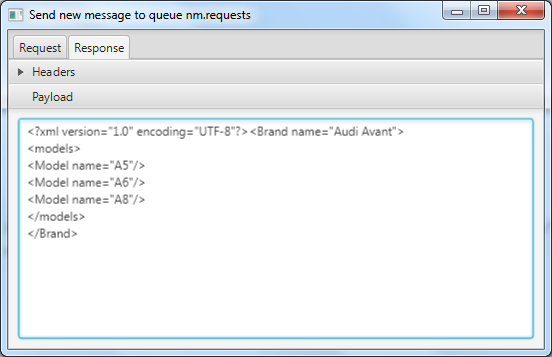 Send new message to queue nm.requests
Request Response
Headers
Payload
<?xml version="1.0" encoding="UTF-8"?><Brand name="Audi Avant">
<models>
<Model name="A5"/>
<Model name="A6"/>
<Model name="A8"/>
</models>
</Brand>